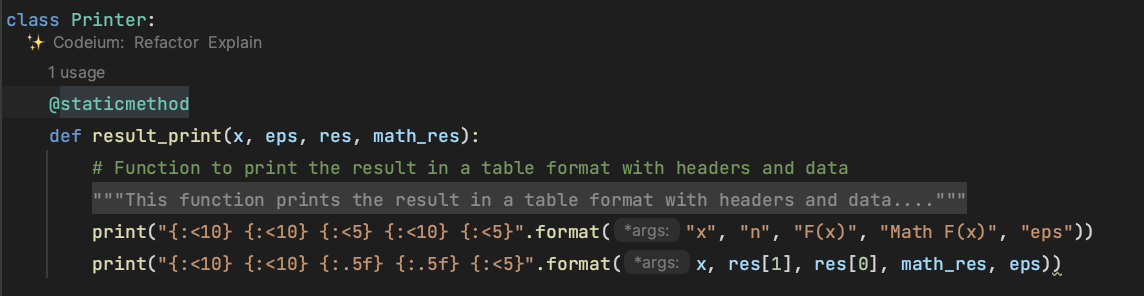 class Printer:
✨ Codeium: Refactor Explain
1 usage
@staticmethod
def result_print(x, eps, res, math_res):
# Function to print the result in a table format with headers and data
"""This function prints the result in a table format with headers and data...."""
print("{:<10} {:<10} {:<5} {:<10} {:<5}".format( *args: "x", "n", "F(x)", "Math F(x)", "eps"))
print("{:<10} {:<10} {:.5f} {:.5f} {:<5}".format( *args: x, res[1], res[0], math_res, eps))